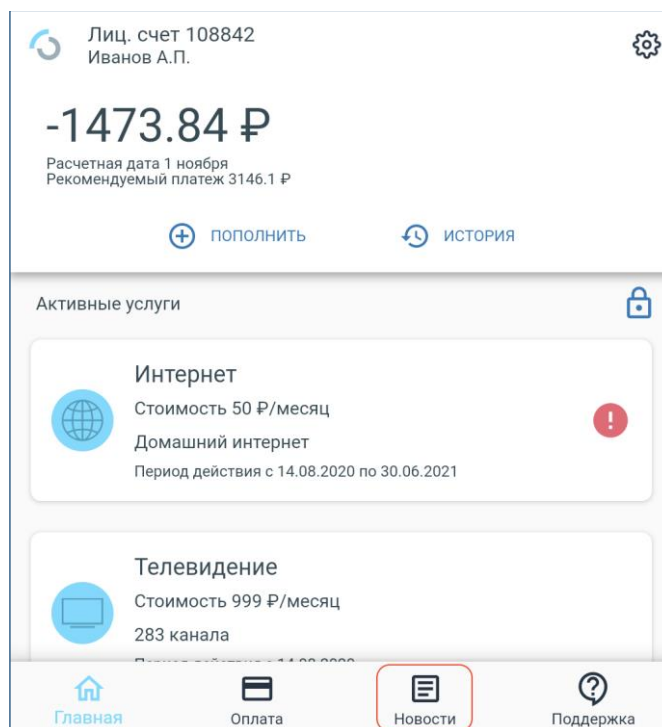 Лиц. счет 108842
Иванов А.П.
-1473.84 ₽
Расчетная дата 1 ноября
Рекомендуемый платеж 3146.1 ₽
ПОПОЛНИТЬ
ИСТОРИЯ
Активные услуги
Интернет
Стоимость 50 ₽/месяц
Домашний интернет
Период действия с 14.08.2020 по 30.06.2021
Телевидение
Стоимость 999 ₽/месяц
283 канала
Главная
Оплата
Новости
Поддержка